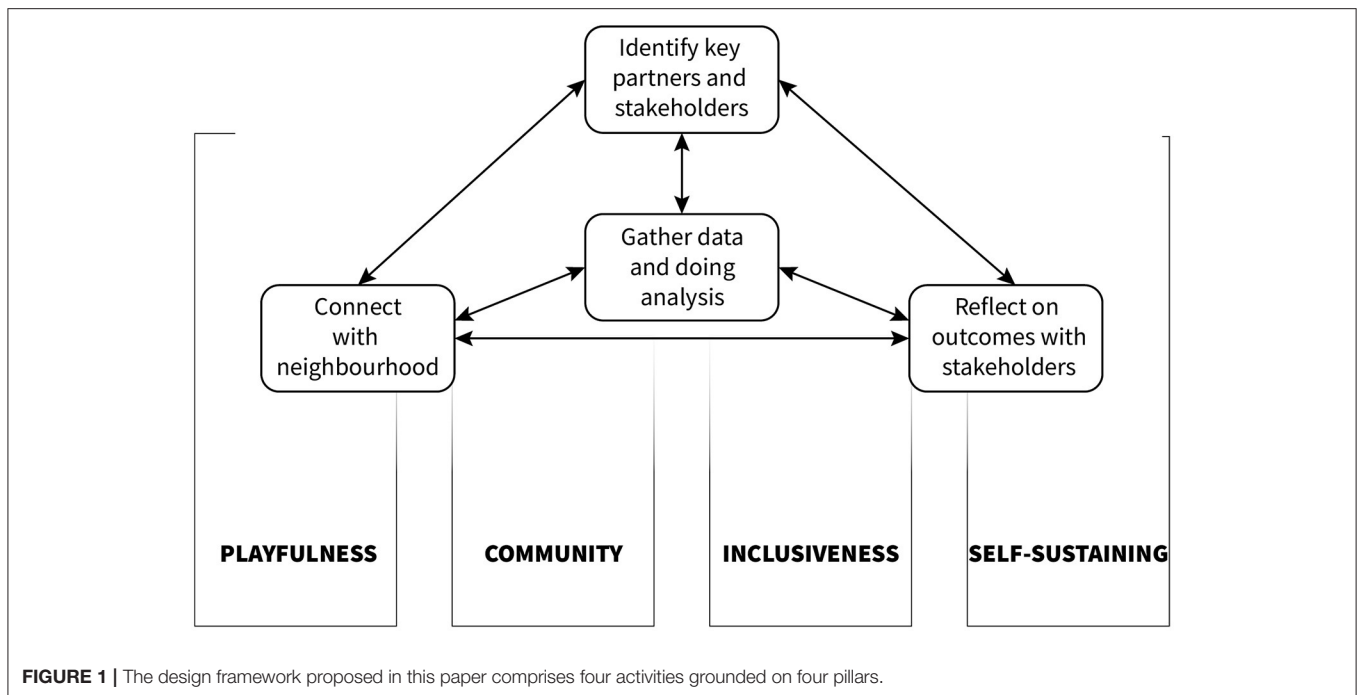 Identify key
partners and
stakeholders
Gather data
and doing
analysis
Connect
with
neighbourhood
Reflect on
outcomes with
stakeholders
PLAYFULNESS
COMMUNITY
INCLUSIVENESS
SELF-SUSTAINING
FIGURE 1 | The design framework proposed in this paper comprises four activities grounded on four pillars.